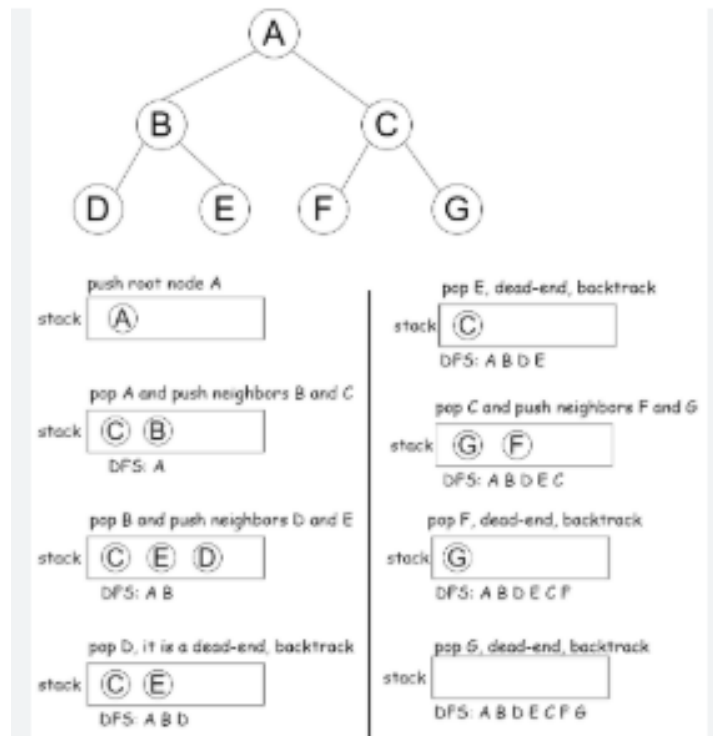 A
B
C
D
E
F
G
push root node A
stack
A
pop A and push neighbors B and C
stack
C B
DFS: A
pop B and push neighbors D and E
stack
C E D
DFS: A B
pop D, it is a dead-end, backtrack
stack
C E
DFS: A B D
pop E, dead-end, backtrack
stack
C
DFS: A B D E
pop C and push neighbors F and G
stack
G F
DFS: A B D E C
pop F, dead-end, backtrack
stack
G
DFS: A B D E C F
pop G, dead-end, backtrack
stack
DFS: A B D E C F G